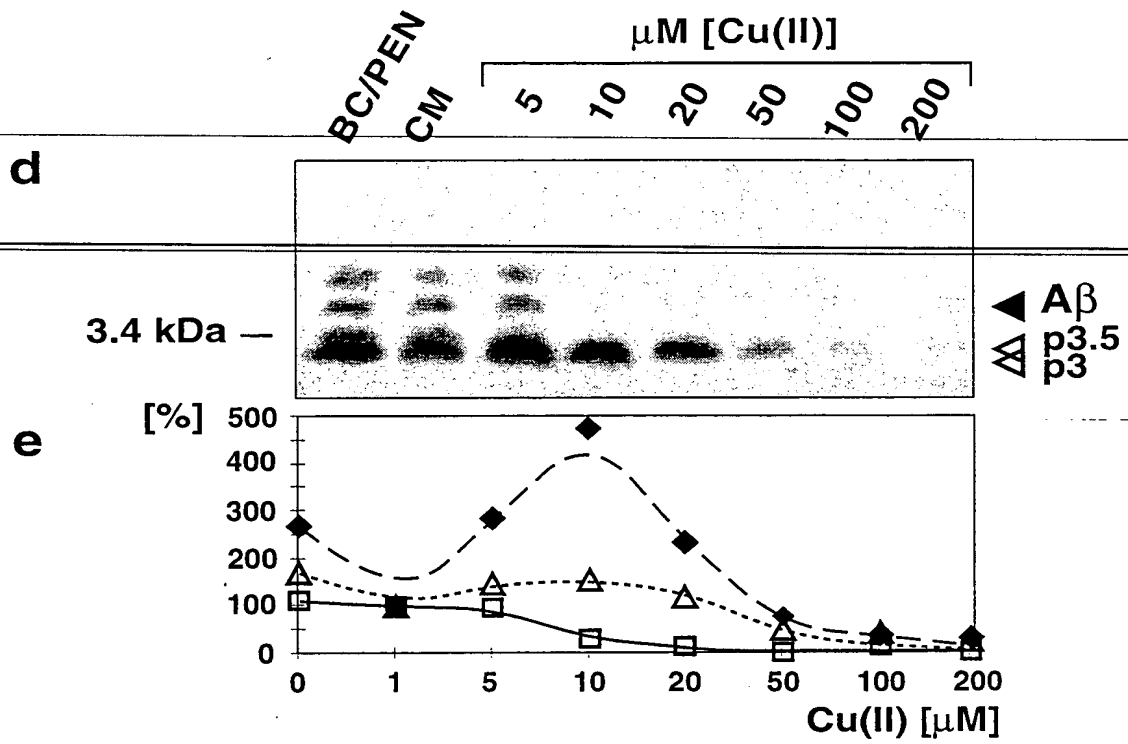 μM [Cu(II)]
BC/PEN CM 5 10 20 50 100 200
d
Aβ
3.4 kDa
p3.5
p3
e
[%]
500
400
300
200
100
0
0 1 5 10 20 50 100 200
Cu(II) [μM]